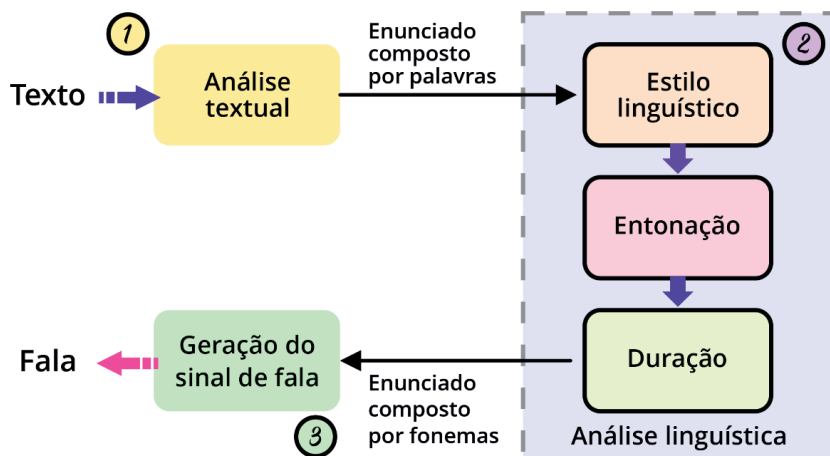 1
Texto
Análise
textual
Enunciado
composto
por palavras
2
Estilo
linguístico
Entonação
Duração
Análise linguística
Enunciado
composto
por fonemas
Geração do
sinal de fala
3
Fala